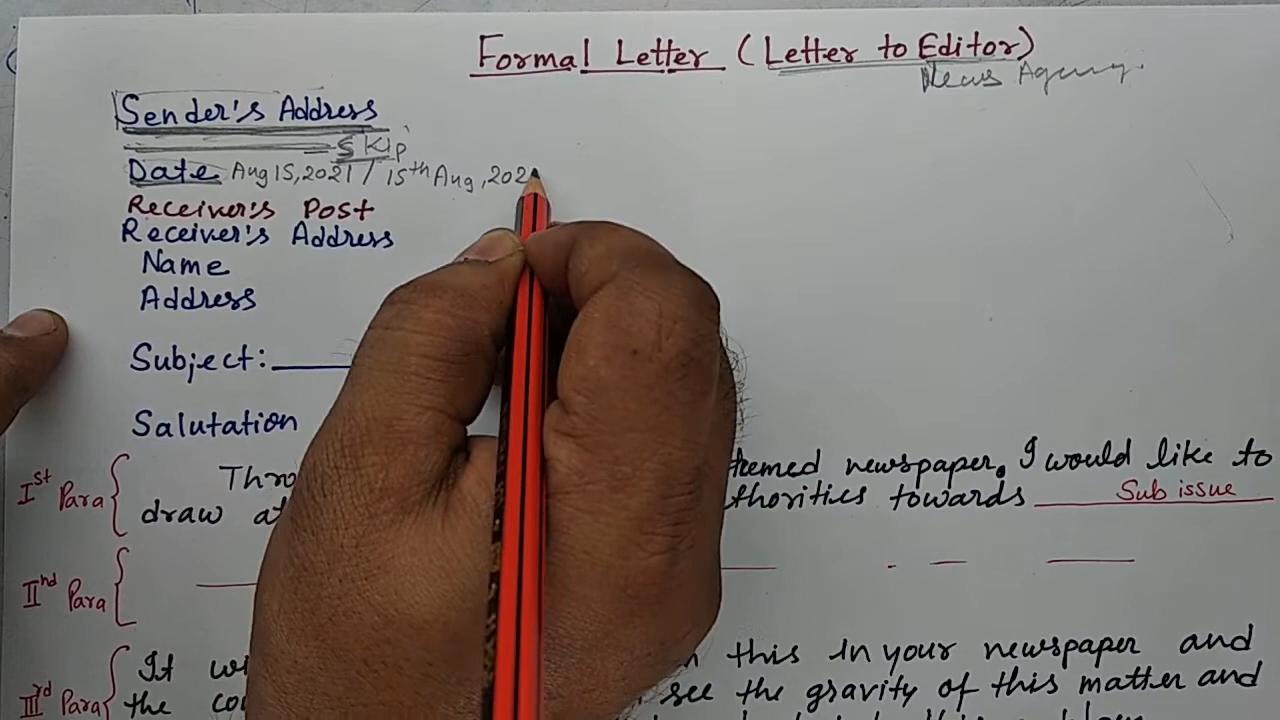 Formal Letter (Letter to Editor)
News Agency.
Sender's Address
Skip
Date Aug 15, 2021 / 15th Aug, 202
Receiver's Post
Receiver's Address
Name
Address
Subject:
Salutation
Ist Para
Thro emed newspaper, I would like to
draw at thorities towards Sub issue
IInd Para
IIIrd Para
It wi this in your newspaper and
the co see the gravity of this matter and